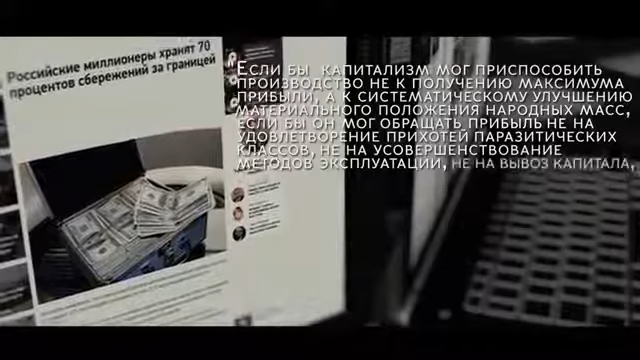 Российские миллионеры хранят 70
процентов сбережений за границей
"Если бы капитализм мог приспособить
производство не к получению максимума
прибыли, а к систематическому улучшению
материального положения народных масс,
если бы он мог обращать прибыль не на
удовлетворение прихотей паразитических
классов, не на усовершенствование
методов эксплуатации, не на вывоз капитала,